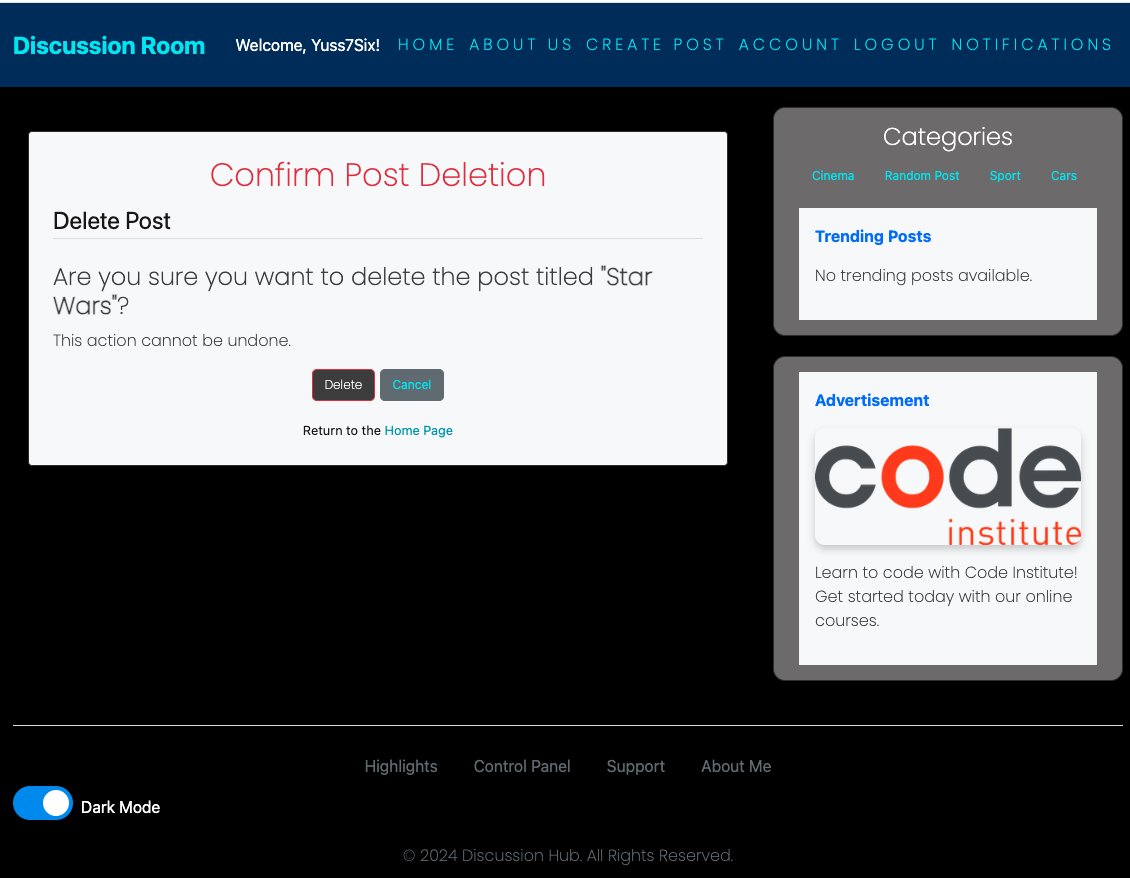 Discussion Room Welcome, Yuss7Six! HOME ABOUT US CREATE POST ACCOUNT LOGOUT NOTIFICATIONS
Confirm Post Deletion
Delete Post
Are you sure you want to delete the post titled "Star
Wars"?
This action cannot be undone.
Delete Cancel
Return to the Home Page
Categories
Cinema Random Post Sport Cars
Trending Posts
No trending posts available.
Advertisement
code
institute
Learn to code with Code Institute!
Get started today with our online
courses.
Highlights Control Panel Support About Me
Dark Mode
© 2024 Discussion Hub. All Rights Reserved.